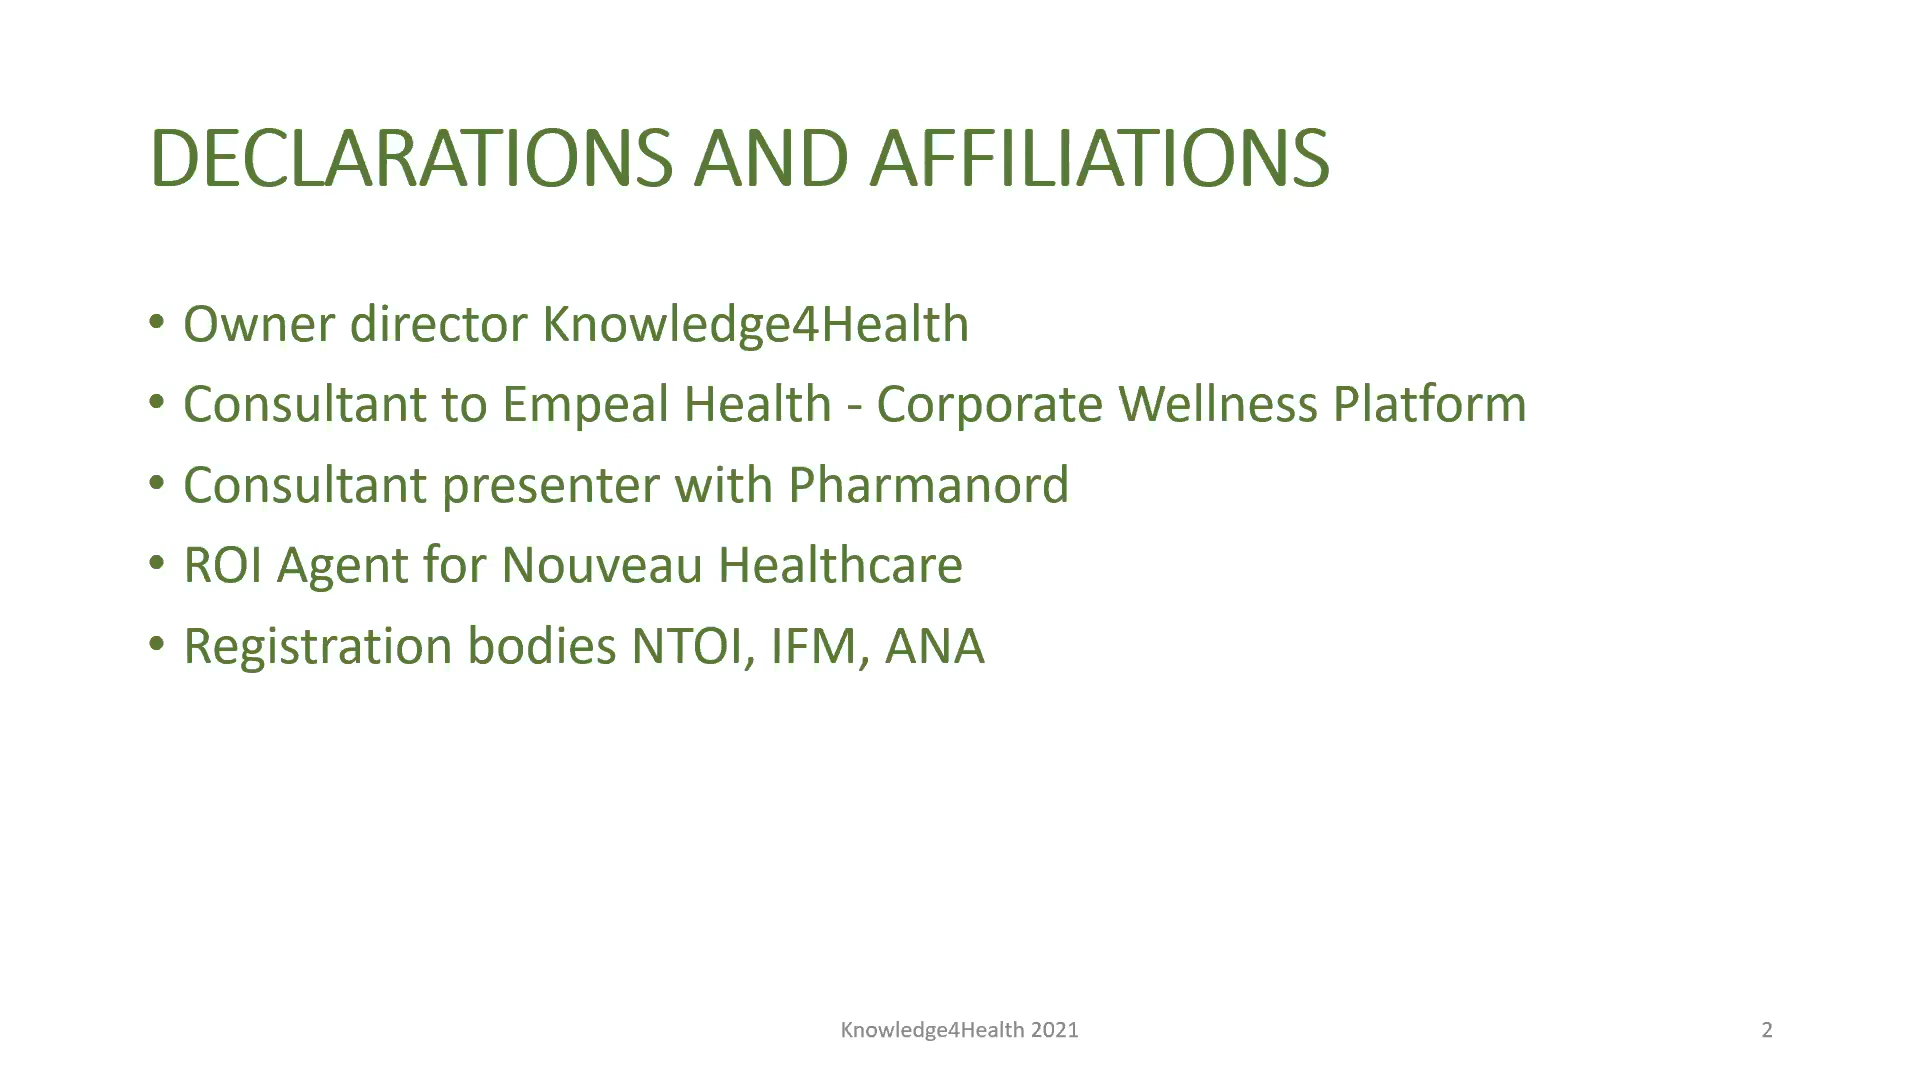 DECLARATIONS AND AFFILIATIONS
• Owner director Knowledge4Health
• Consultant to Empeal Health - Corporate Wellness Platform
• Consultant presenter with Pharmanord
• ROI Agent for Nouveau Healthcare
• Registration bodies NTOI, IFM, ANA
Knowledge4Health 2021
2